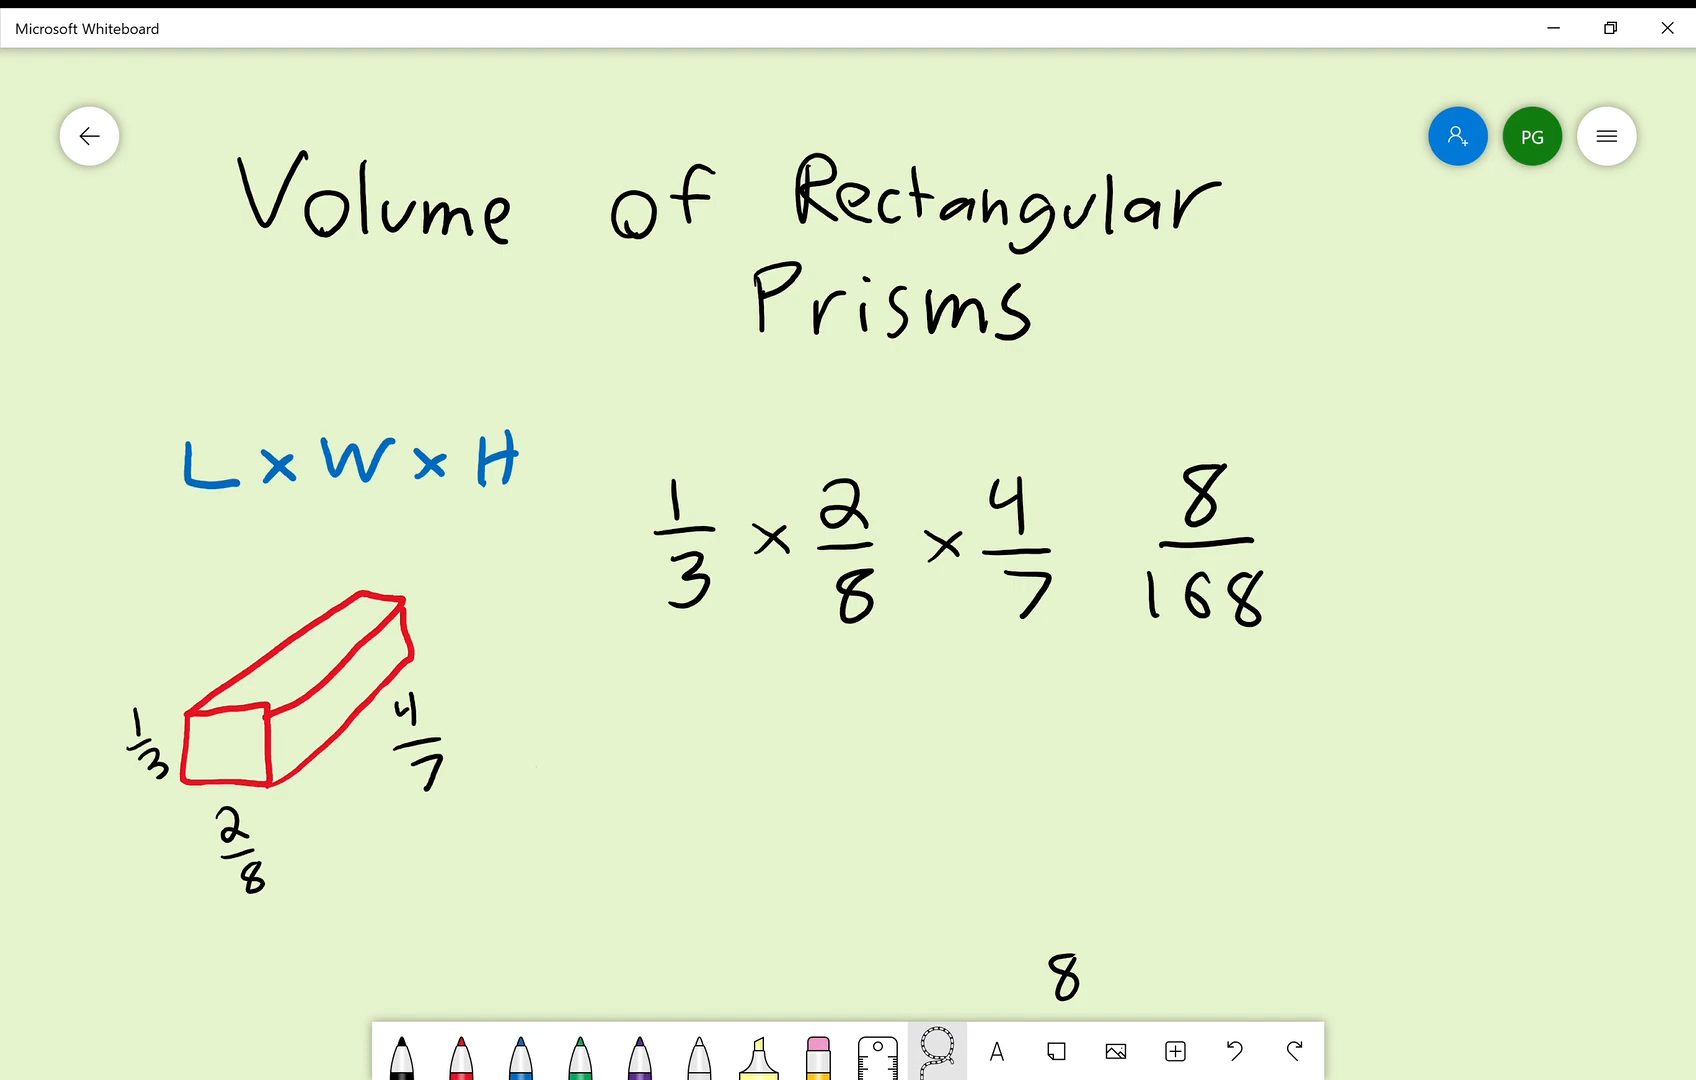 Microsoft Whiteboard
PG
Volume of Rectangular
Prisms
L x W x H
1/3 x 2/8 x 4/7 8/168
1/3
4/7
2/8
8
A